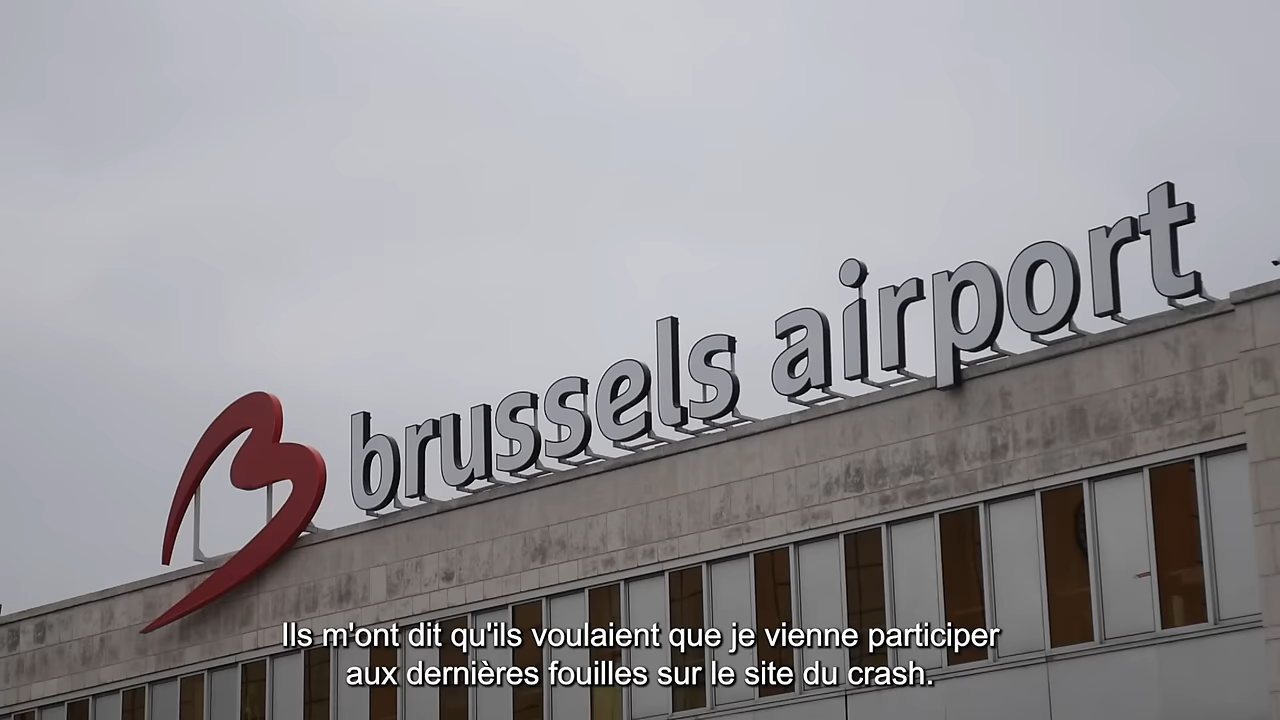 brussels airport
Ils m'ont dit qu'ils voulaient que je vienne participer
aux dernières fouilles sur le site du crash.